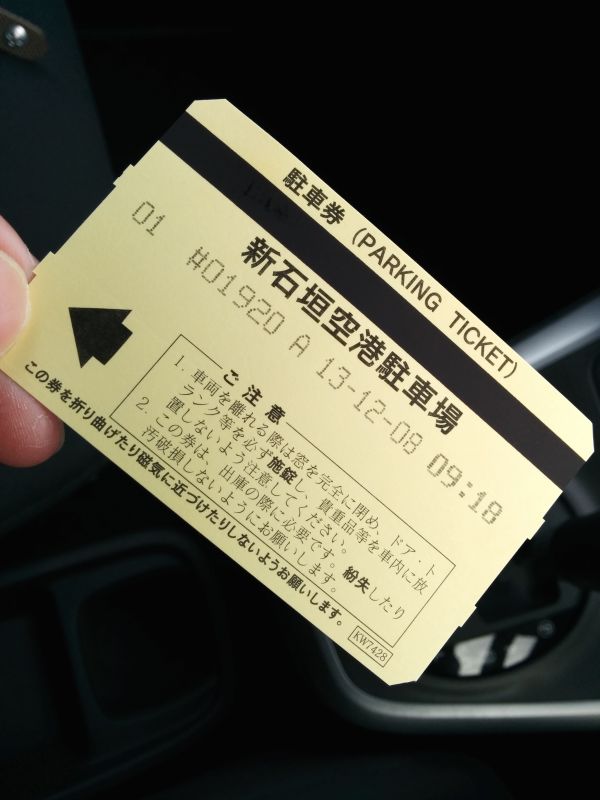 駐車券 (PARKING TICKET)
新石垣空港駐車場
01 #01920 A 13-12-08 09:18
ご注意
1. 車両を離れる際は窓を完全に閉め、ドア・ト
ランク等を必ず施錠し、貴重品等を車内に放
置しないよう注意してください。
2. この券は、出庫の際に必要です。紛失したり
汚破損しないようにお願いします。
KW7428
この券を折り曲げたり磁気に近づけたりしないようお願いします。